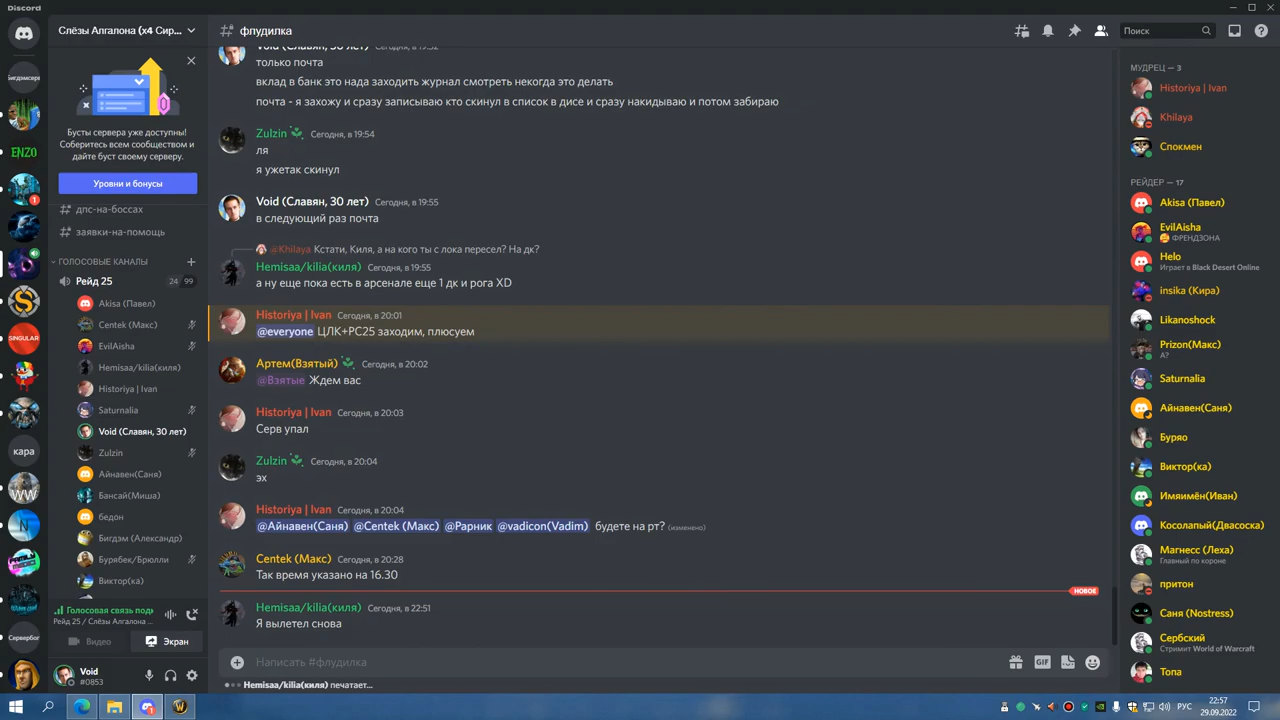 Discord
Слёзы Алгалона (x4 Сир...
флудилка
Поиск
Бусты сервера уже доступны!
Соберитесь всем сообществом и
дайте буст своему серверу.
Уровни и бонусы
дпс-на-боссах
заявки-на-помощь
ГОЛОСОВЫЕ КАНАЛЫ
Рейд 25
24 99
Akisa (Павел)
Centek (Макс)
EvilAisha
Hemisaa/kilia(киля)
Historiya | Ivan
Saturnalia
Void (Славян, 30 лет)
Zulzin
Айнавен(Саня)
Бансай(Миша)
бедон
Бигдэм (Александр)
Бурябек/Брюлли
Виктор(ка)
Голосовая связь подк
Рейд 25 / Слёзы Алгалона ...
Видео
Экран
Void
#0853
ENZO
1
SINGULAR
кара
WW
Void (Славян, 30 лет) Сегодня, в 19:52
только почта
вклад в банк это нада заходить журнал смотреть некогда это делать
почта - я захожу и сразу записываю кто скинул в список в дисе и сразу накидываю и потом забираю
Zulzin Сегодня, в 19:54
ля
я ужетак скинул
Void (Славян, 30 лет) Сегодня, в 19:55
в следующий раз почта
@Khilaya Кстати, Киля, а на кого ты с лока пересел? На дк?
Hemisaa/kilia(киля) Сегодня, в 19:55
а ну еще пока есть в арсенале еще 1 дк и рога XD
Historiya | Ivan Сегодня, в 20:01
@everyone ЦЛК+РС25 заходим, плюсуем
Артем(Взятый) Сегодня, в 20:02
@Взятые Ждем вас
Historiya | Ivan Сегодня, в 20:03
Серв упал
Zulzin Сегодня, в 20:04
эх
Historiya | Ivan Сегодня, в 20:04
@Айнавен(Саня) @Centek (Макс) @Рарник @vadicon(Vadim) будете на рт? (изменено)
Centek (Макс) Сегодня, в 20:28
Так время указано на 16.30
НОВОЕ
Hemisaa/kilia(киля) Сегодня, в 22:51
Я вылетел снова
Написать #флудилка
GIF
Hemisaa/kilia(киля) печатает...
МУДРЕЦ — 3
Historiya | Ivan
Khilaya
Спокмен
РЕЙДЕР — 17
Akisa (Павел)
EvilAisha
ФРЕНДЗОНА
Helo
Играет в Black Desert Online
insika (Кира)
Likanoshock
Prizon(Макс)
А?
Saturnalia
Айнавен(Саня)
Буряо
Виктор(ка)
Имяимён(Иван)
Косолапый(Двасоска)
Магнесс (Леха)
Главный по короне
притон
Саня (Nostress)
Сербский
Стримит World of Warcraft
Топа
РУС
22:57
29.09.2022